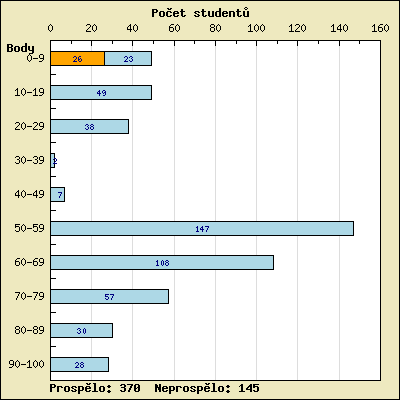 Počet studentů
0 20 40 60 80 100 120 140 160
Body
0-9 26 23
10-19 49
20-29 38
30-39 2
40-49 7
50-59 147
60-69 108
70-79 57
80-89 30
90-100 28
Prospělo: 370 Neprospělo: 145